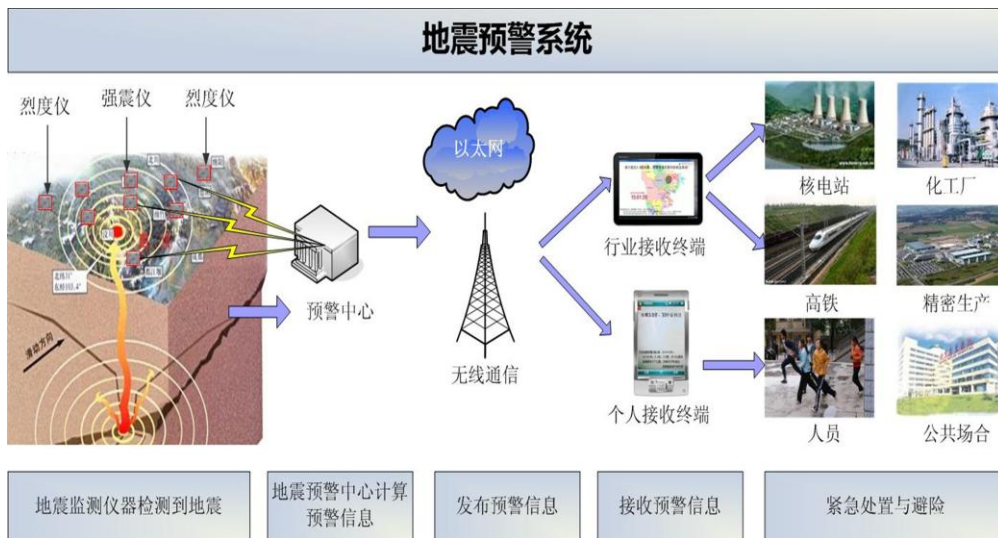 地震预警系统
烈度仪
强震仪
烈度仪
以太网
核电站
化工厂
行业接收终端
预警中心
高铁
精密生产
滑动方向
无线通信
个人接收终端
人员
公共场合
地震监测仪器检测到地震
地震预警中心计算
预警信息
发布预警信息
接收预警信息
紧急处置与避险